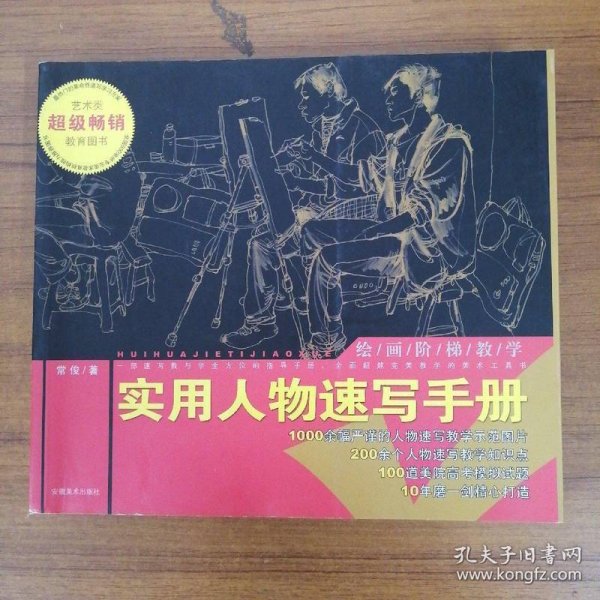 艺术类
超级畅销
教育图书
绘/画/阶/梯/教/学
HUIHUAJIETIJIAOXUE
常俊/著
实用人物速写手册
1000余幅严谨的人物速写教学示范图片
200余个人物速写教学知识点
100道美院高考模拟试题
10年磨一剑精心打造
安徽美术出版社
孔夫子旧书网
www.kongfz.com